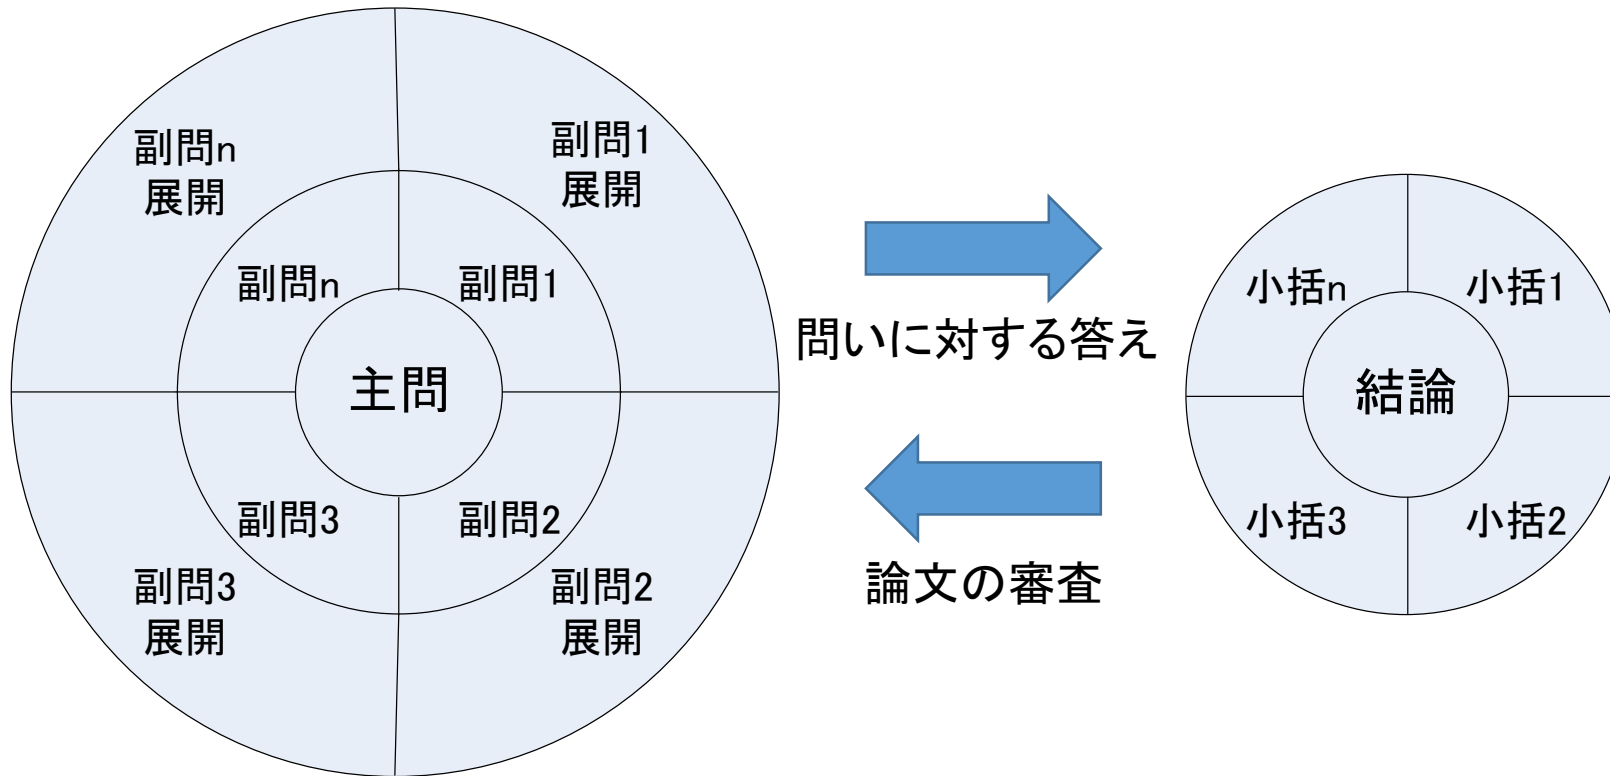 副問n
展開
副問1
展開
副問n
副問1
主問
副問3
副問2
副問3
展開
副問2
展開
問いに対する答え
論文の審査
小括n
小括1
結論
小括3
小括2